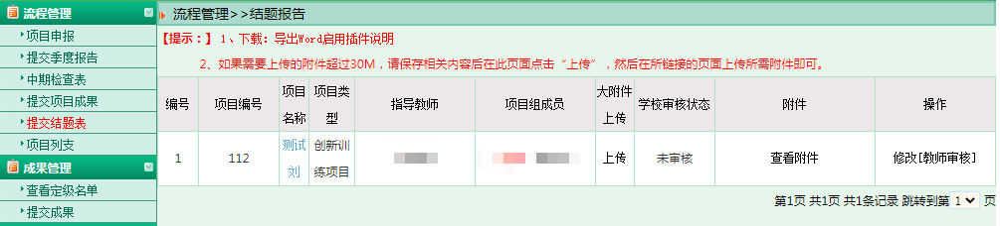 流程管理
项目申报
提交季度报告
中期检查表
提交项目成果
提交结题表
项目列支
成果管理
查看定级名单
提交成果
流程管理>>结题报告
【提示：】 1、下载：导出Word启用插件说明
2、如果需要上传的附件超过30M，请保存相关内容后在此页面点击“上传”，然后在所链接的页面上传所需附件即可。
编号 项目编号 项目名称 项目类型 指导教师 项目组成员 大附件上传 学校审核状态 附件 操作
1 112 测试刘 创新训练项目 上传 未审核 查看附件 修改[教师审核]
第1页 共1页 共1条记录 跳转到第 1 页